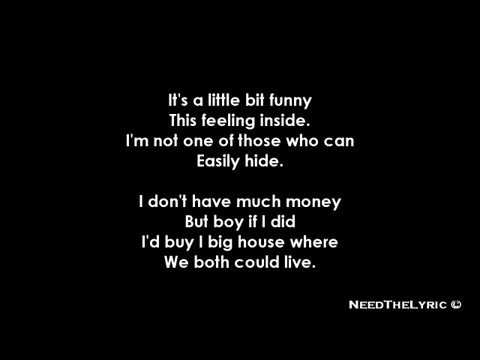 It's a little bit funny
This feeling inside.
I'm not one of those who can
Easily hide.
I don't have much money
But boy if I did
I'd buy I big house where
We both could live.
NeedTheLyric ©